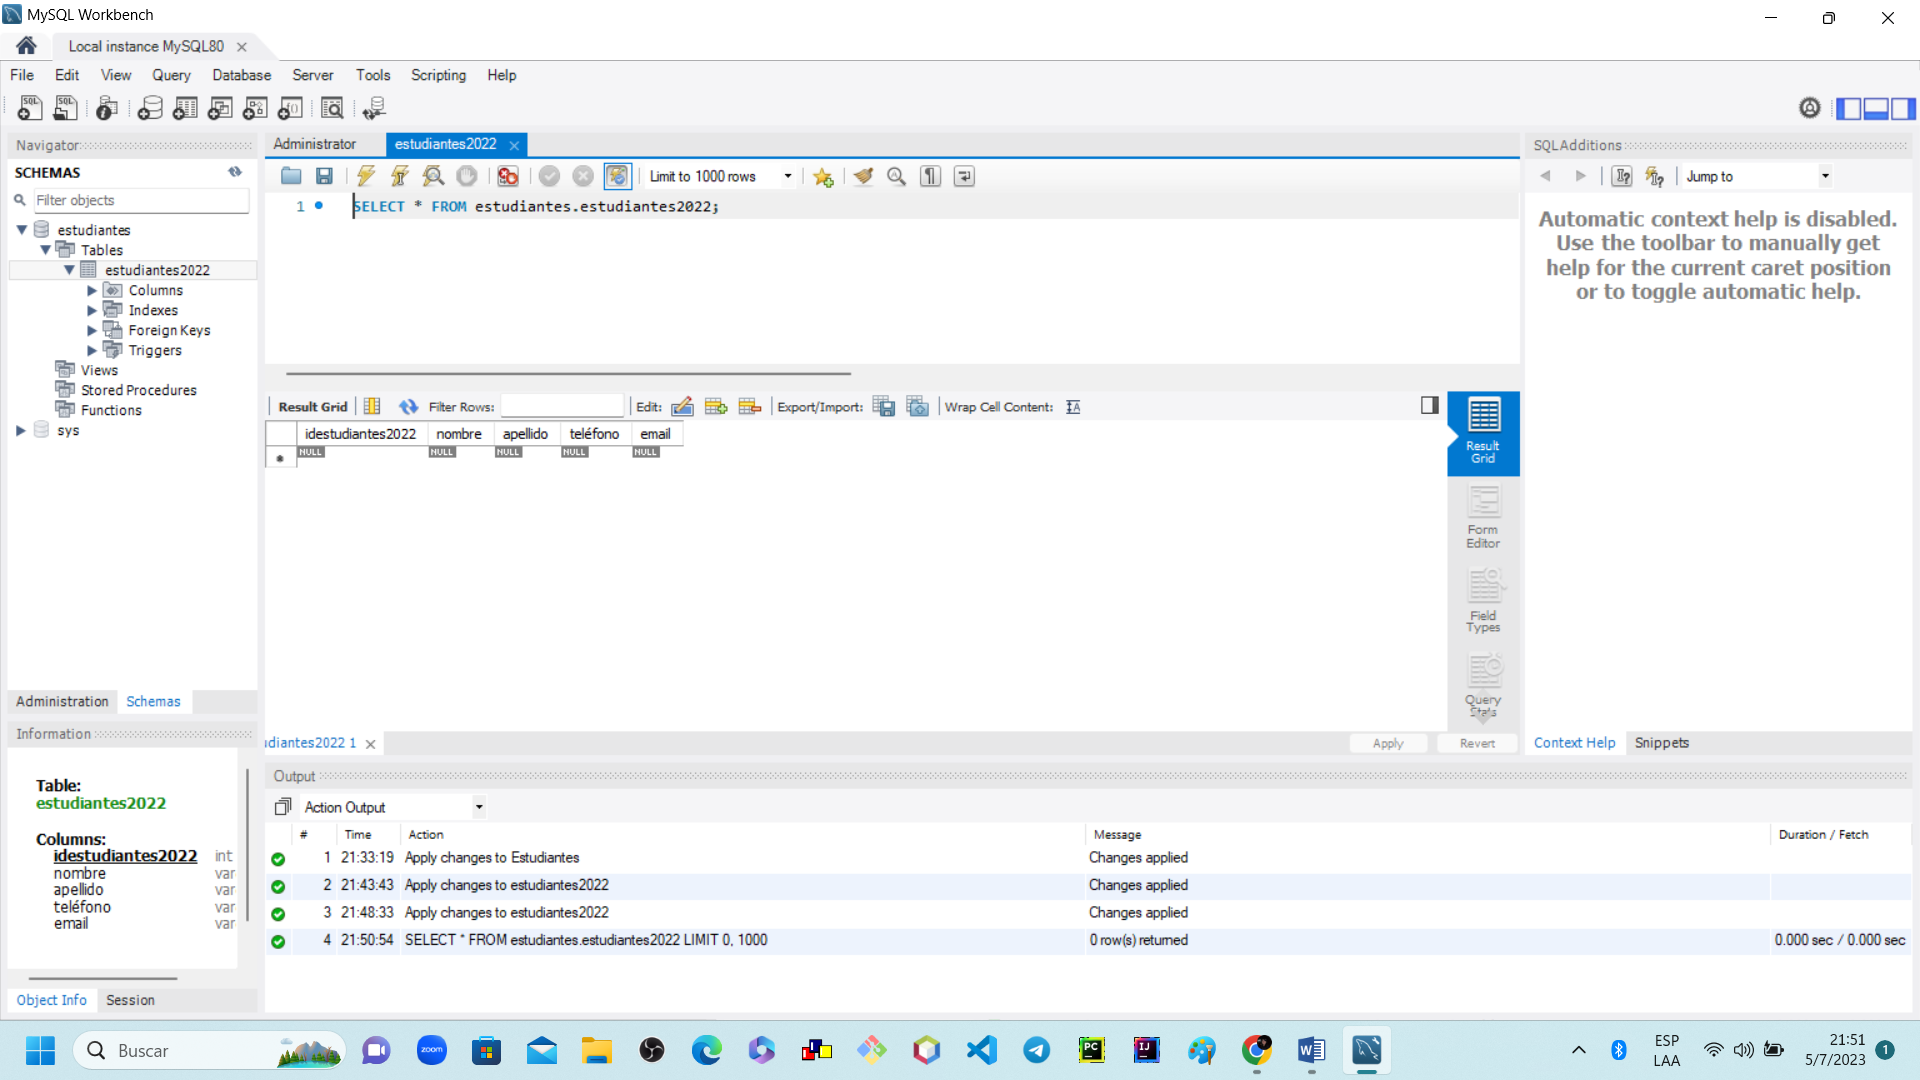 MySQL Workbench
Local instance MySQL80
File Edit View Query Database Server Tools Scripting Help
Navigator
SCHEMAS
Filter objects
estudiantes
Tables
estudiantes2022
Columns
Indexes
Foreign Keys
Triggers
Views
Stored Procedures
Functions
sys
Administration Schemas
Information
Table:
estudiantes2022
Columns:
idestudiantes2022 int
nombre var
apellido var
teléfono var
email var
Object Info Session
Administrator estudiantes2022
Limit to 1000 rows
1 SELECT * FROM estudiantes.estudiantes2022;
Result Grid Filter Rows: Edit: Export/Import: Wrap Cell Content:
idestudiantes2022 nombre apellido teléfono email
NULL NULL NULL NULL NULL
Result
Grid
Form
Editor
Field
Types
Query
Stats
udiantes2022 1
Apply Revert
SQLAdditions
Jump to
Automatic context help is disabled.
Use the toolbar to manually get
help for the current caret position
or to toggle automatic help.
Context Help Snippets
Output
Action Output
# Time Action Message Duration / Fetch
1 21:33:19 Apply changes to Estudiantes Changes applied
2 21:43:43 Apply changes to estudiantes2022 Changes applied
3 21:48:33 Apply changes to estudiantes2022 Changes applied
4 21:50:54 SELECT * FROM estudiantes.estudiantes2022 LIMIT 0, 1000 0 row(s) returned 0.000 sec / 0.000 sec
Buscar
zoom
PC
IJ
ESP
LAA
21:51
5/7/2023
1